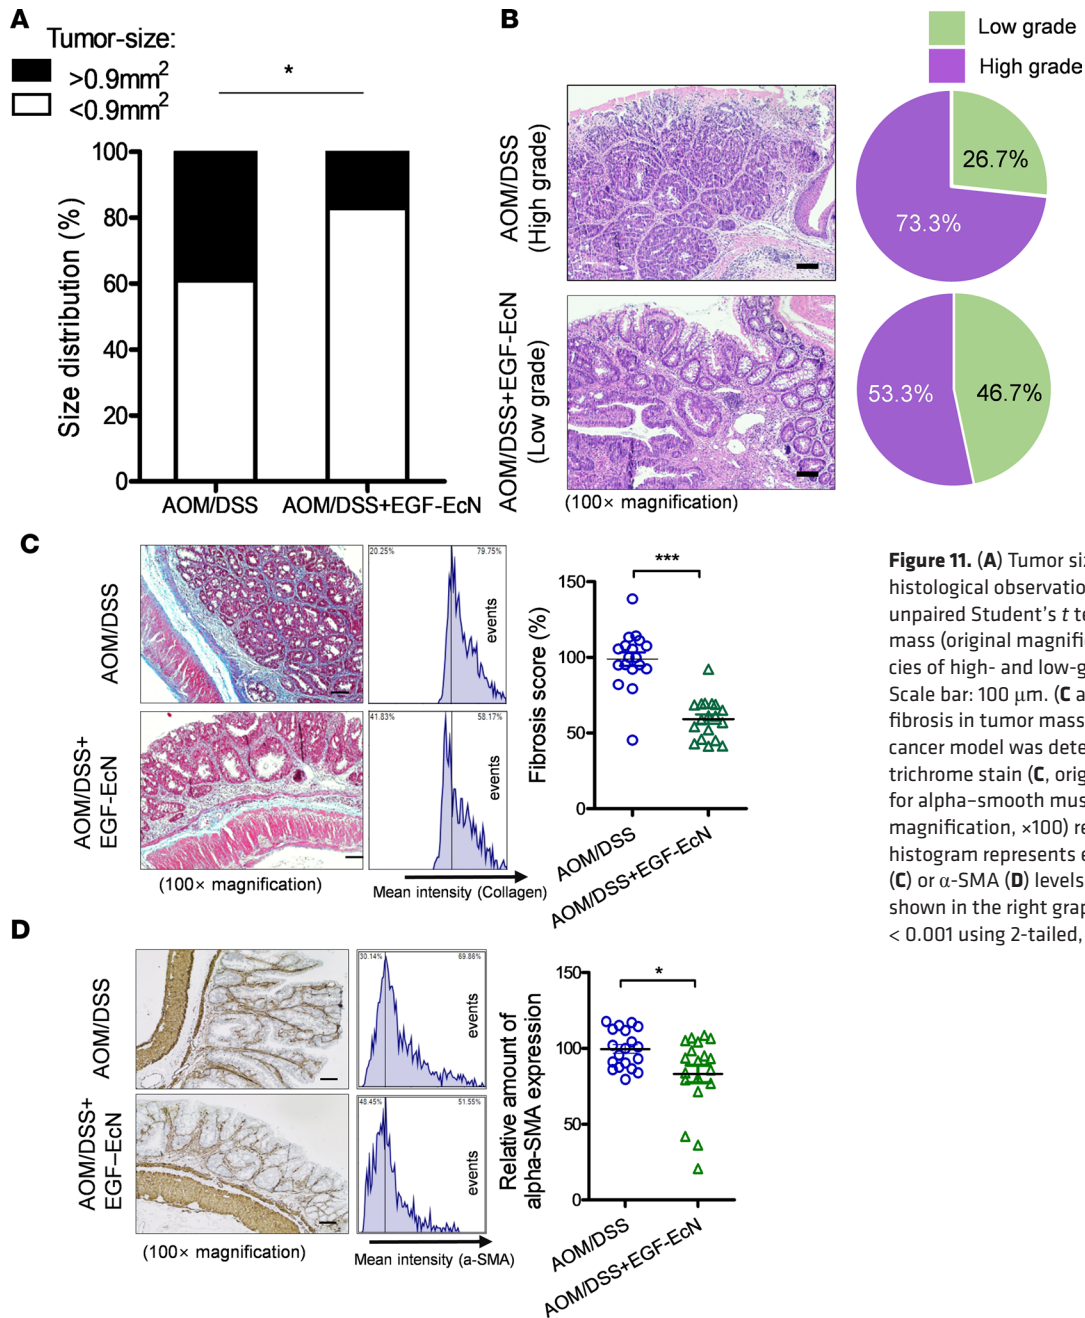 A
Tumor-size:
>0.9mm²
<0.9mm²
*
Size distribution (%)
100
80
60
40
20
0
AOM/DSS
AOM/DSS+EGF-EcN
B
Low grade
High grade
AOM/DSS
(High grade)
26.7%
73.3%
AOM/DSS+EGF-EcN
(Low grade)
53.3%
46.7%
(100× magnification)
C
AOM/DSS
20.25%
79.75%
events
AOM/DSS+
EGF-EcN
41.83%
58.17%
events
(100× magnification)
Mean intensity (Collagen)
Fibrosis score (%)
***
150
100
50
0
AOM/DSS
AOM/DSS+EGF-EcN
D
AOM/DSS
30.14%
69.86%
events
AOM/DSS+
EGF–EcN
48.45%
51.55%
events
(100× magnification)
Mean intensity (a-SMA)
Relative amount of
alpha-SMA expression
*
150
100
50
0
AOM/DSS
AOM/DSS+EGF-EcN
Figure 11. (A) Tumor siz
histological observatio
unpaired Student's t te
mass (original magnific
cies of high- and low-g
Scale bar: 100 μm. (C a
fibrosis in tumor mass
cancer model was dete
trichrome stain (C, orig
for alpha–smooth mus
magnification, ×100) re
histogram represents e
(C) or α-SMA (D) levels
shown in the right grap
< 0.001 using 2-tailed,